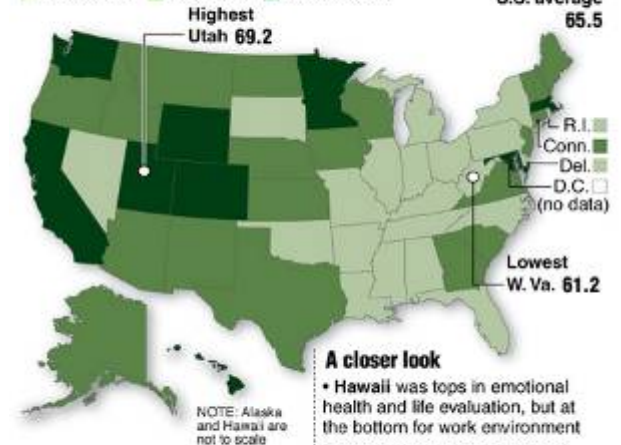 U.S. average
65.5
Highest
Utah 69.2
R.I.
Conn.
Del.
D.C.
(no data)
Lowest
W. Va. 61.2
A closer look
• Hawaii was tops in emotional
health and life evaluation, but at
the bottom for work environment
NOTE: Alaska
and Hawaii are
not to scale